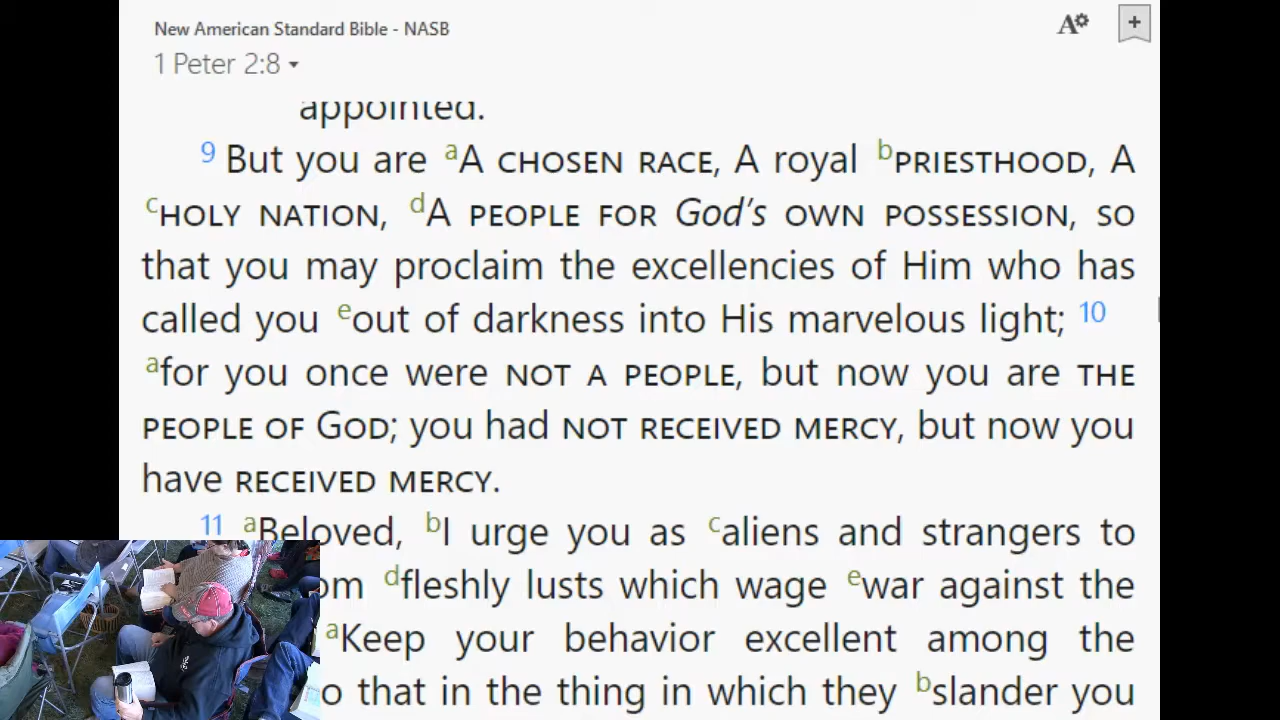 New American Standard Bible - NASB
1 Peter 2:8
appointed.
9 But you are aA CHOSEN RACE, A royal bPRIESTHOOD, A
cHOLY NATION, dA PEOPLE FOR God's OWN POSSESSION, so
that you may proclaim the excellencies of Him who has
called you eout of darkness into His marvelous light; 10
afor you once were NOT A PEOPLE, but now you are THE
PEOPLE OF GOD; you had NOT RECEIVED MERCY, but now you
have RECEIVED MERCY.
11 aBeloved, bI urge you as caliens and strangers to
om dfleshly lusts which wage ewar against the
aKeep your behavior excellent among the
o that in the thing in which they bslander you